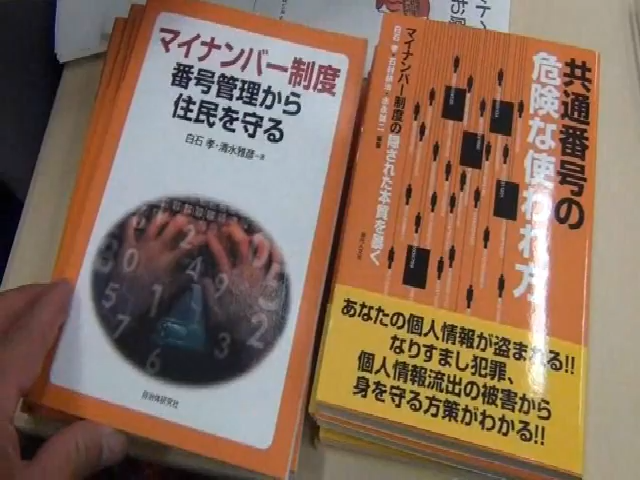 マイナンバー制度
番号管理から
住民を守る
白石 孝・清水雅彦・著
自治体研究社
共通番号の
危険な使われ方
マイナンバー制度の隠された本質を暴く
あなたの個人情報が盗まれる!!
なりすまし犯罪、
個人情報流出の被害から
身を守る方策がわかる!!